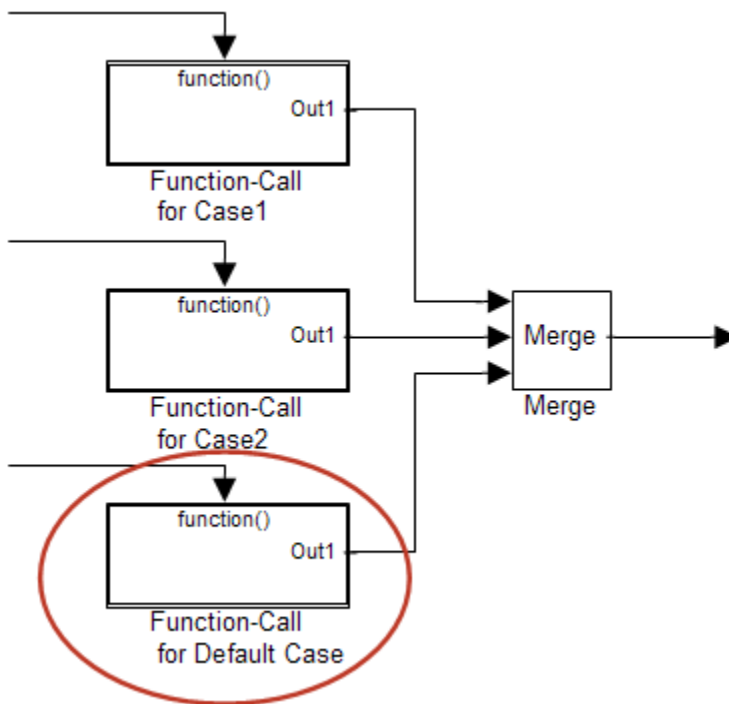 function()
Out1
Function-Call
for Case1
function()
Out1
Function-Call
for Case2
function()
Out1
Function-Call
for Default Case
Merge
Merge